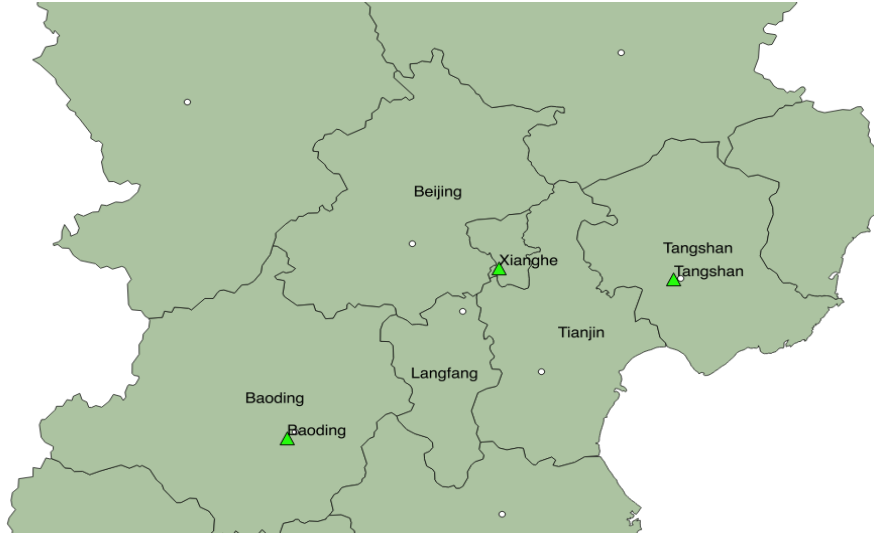 Beijing
Tangshan
Xianghe
Tangshan
Tianjin
Langfang
Baoding
Baoding